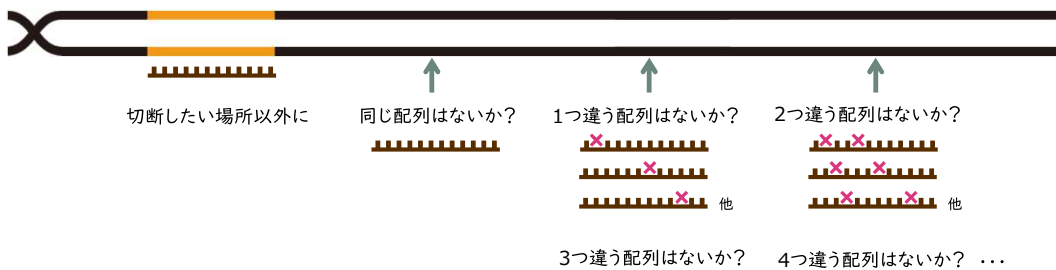 切断したい場所以外に
同じ配列はないか？
1つ違う配列はないか？
2つ違う配列はないか？
他
他
3つ違う配列はないか？
4つ違う配列はないか？ ・・・